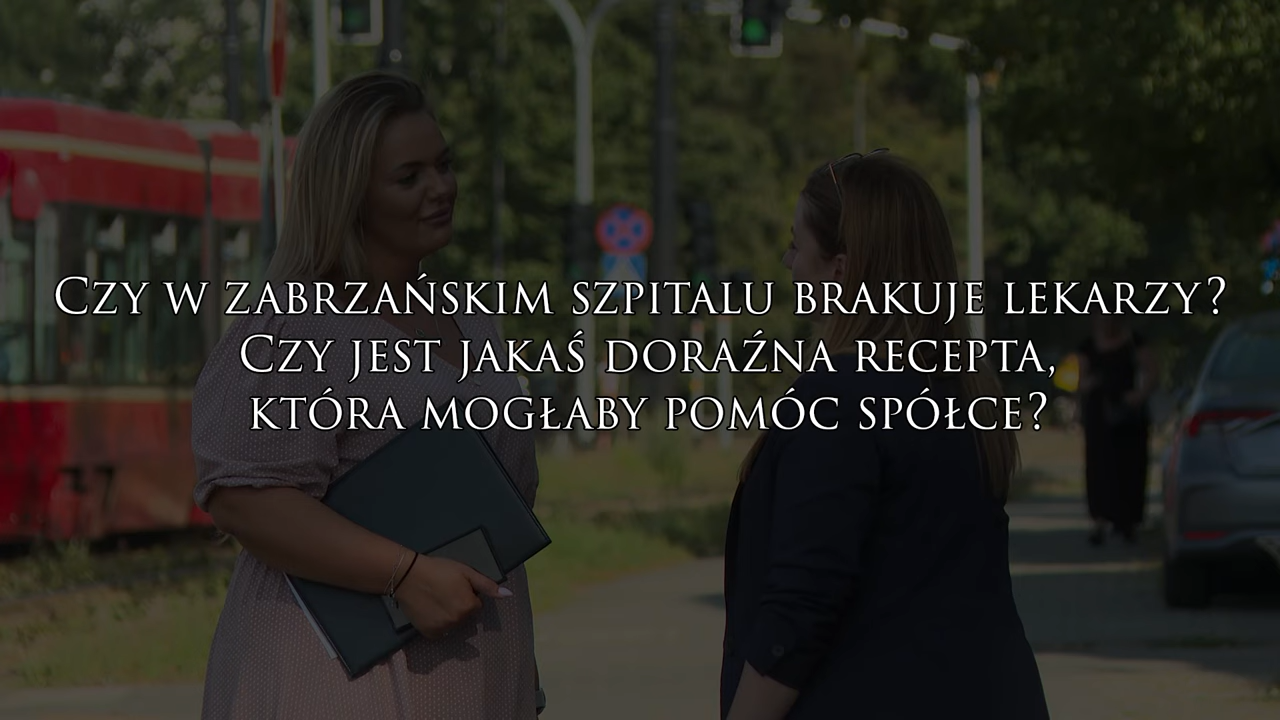 Czy w zabrzańskim szpitalu brakuje lekarzy?
Czy jest jakaś doraźna recepta,
która mogłaby pomóc spółce?